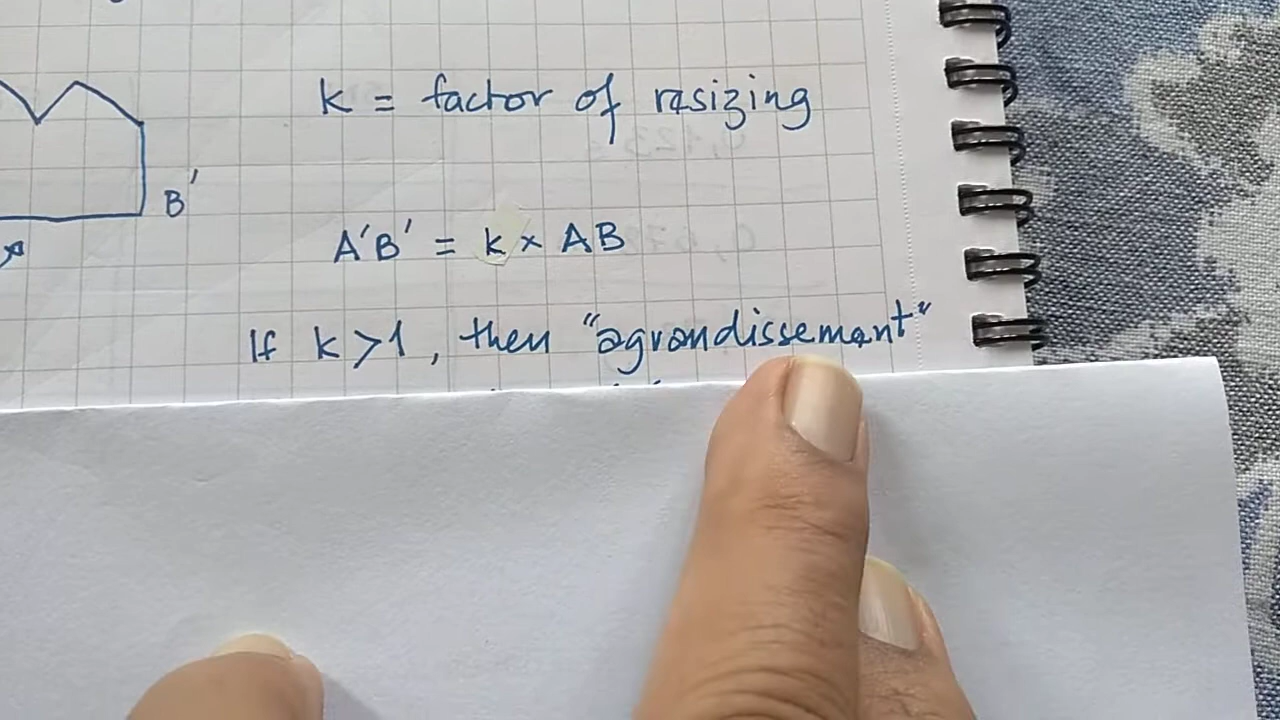 k = factor of resizing
B'
A'B' = k × AB
If k > 1, then "agrandissement"